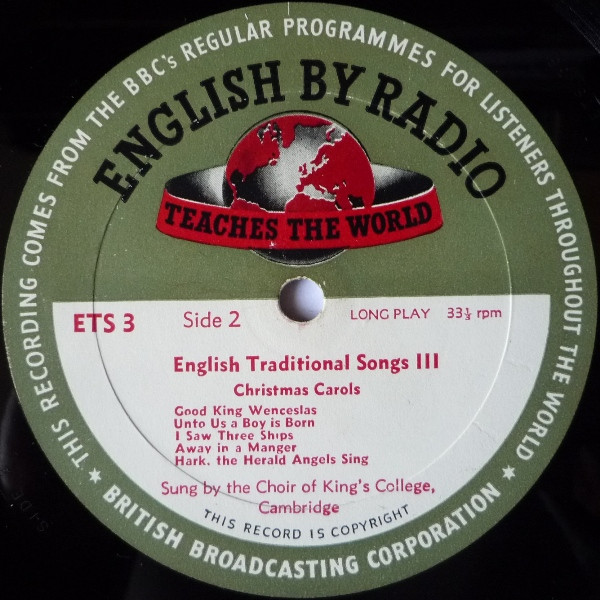 THIS RECORDING COMES FROM THE BBC's REGULAR PROGRAMMES FOR LISTENERS THROUGHOUT THE WORLD
ENGLISH BY RADIO
TEACHES THE WORLD
ETS 3
Side 2
LONG PLAY 33⅓ rpm
English Traditional Songs III
Christmas Carols
Good King Wenceslas
Unto Us a Boy is Born
I Saw Three Ships
Away in a Manger
Hark. the Herald Angels Sing
Sung by the Choir of King's College,
Cambridge
THIS RECORD IS COPYRIGHT
★ BRITISH BROADCASTING CORPORATION ★